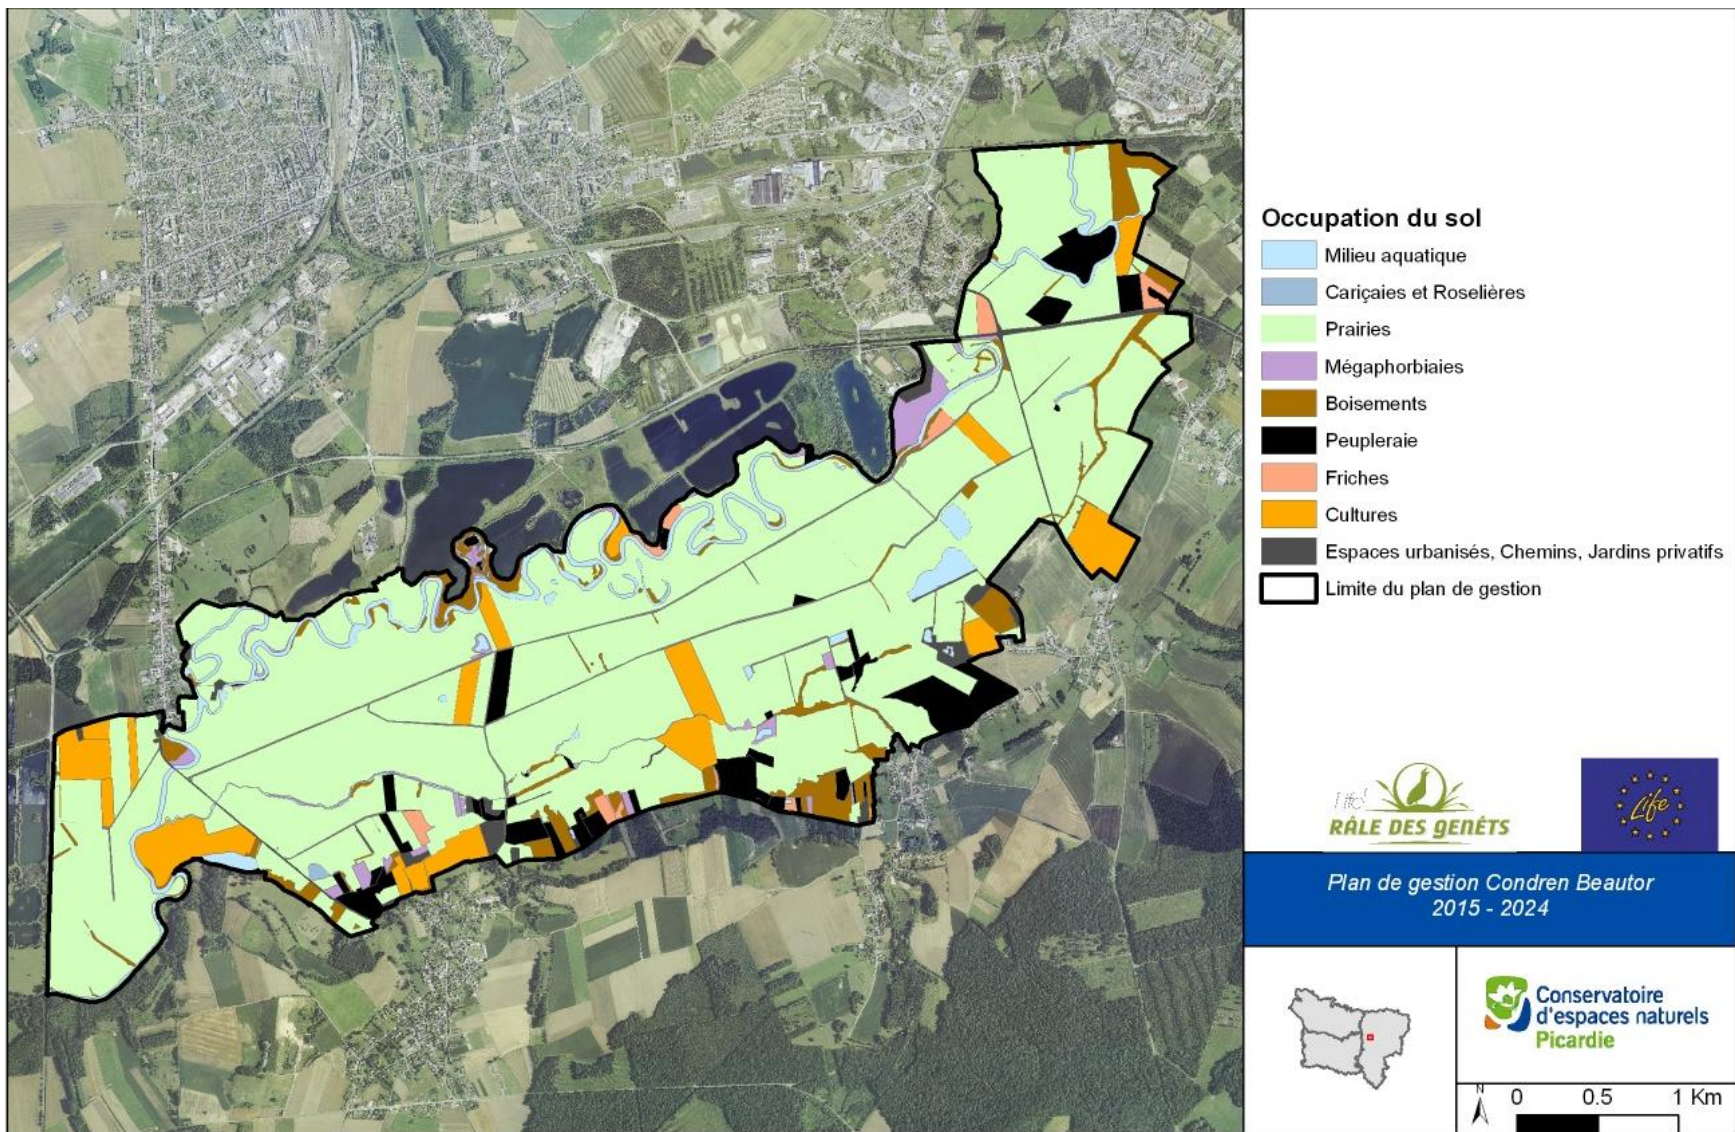 Occupation du sol
Milieu aquatique
Cariçaies et Roselières
Prairies
Mégaphorbiaies
Boisements
Peupleraie
Friches
Cultures
Espaces urbanisés, Chemins, Jardins privatifs
Limite du plan de gestion
Life
RÂLE DES GENÊTS
Life
Plan de gestion Condren Beautor
2015 - 2024
Conservatoire
d'espaces naturels
Picardie
N
0 0.5 1 Km